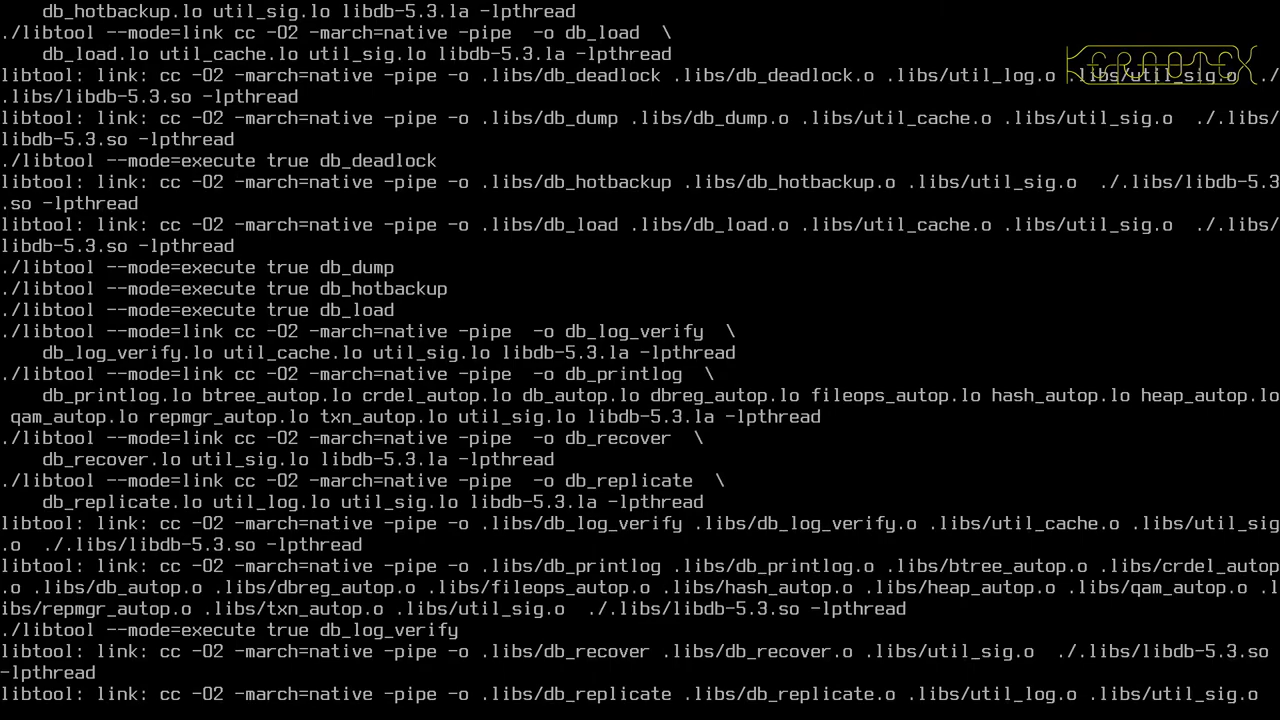 db_hotbackup.lo util_sig.lo libdb-5.3.la -lpthread
./libtool --mode=link cc -O2 -march=native -pipe  -o db_load  \
    db_load.lo util_cache.lo util_sig.lo libdb-5.3.la -lpthread
libtool: link: cc -O2 -march=native -pipe -o .libs/db_deadlock .libs/db_deadlock.o .libs/util_log.o .libs/util_sig.o  ./
.libs/libdb-5.3.so -lpthread
libtool: link: cc -O2 -march=native -pipe -o .libs/db_dump .libs/db_dump.o .libs/util_cache.o .libs/util_sig.o  ./.libs/
libdb-5.3.so -lpthread
./libtool --mode=execute true db_deadlock
libtool: link: cc -O2 -march=native -pipe -o .libs/db_hotbackup .libs/db_hotbackup.o .libs/util_sig.o  ./.libs/libdb-5.3
.so -lpthread
libtool: link: cc -O2 -march=native -pipe -o .libs/db_load .libs/db_load.o .libs/util_cache.o .libs/util_sig.o  ./.libs/
libdb-5.3.so -lpthread
./libtool --mode=execute true db_dump
./libtool --mode=execute true db_hotbackup
./libtool --mode=execute true db_load
./libtool --mode=link cc -O2 -march=native -pipe  -o db_log_verify  \
    db_log_verify.lo util_cache.lo util_sig.lo libdb-5.3.la -lpthread
./libtool --mode=link cc -O2 -march=native -pipe  -o db_printlog  \
    db_printlog.lo btree_autop.lo crdel_autop.lo db_autop.lo dbreg_autop.lo fileops_autop.lo hash_autop.lo heap_autop.lo
 qam_autop.lo repmgr_autop.lo txn_autop.lo util_sig.lo libdb-5.3.la -lpthread
./libtool --mode=link cc -O2 -march=native -pipe  -o db_recover  \
    db_recover.lo util_sig.lo libdb-5.3.la -lpthread
./libtool --mode=link cc -O2 -march=native -pipe  -o db_replicate  \
    db_replicate.lo util_log.lo util_sig.lo libdb-5.3.la -lpthread
libtool: link: cc -O2 -march=native -pipe -o .libs/db_log_verify .libs/db_log_verify.o .libs/util_cache.o .libs/util_sig
.o  ./.libs/libdb-5.3.so -lpthread
libtool: link: cc -O2 -march=native -pipe -o .libs/db_printlog .libs/db_printlog.o .libs/btree_autop.o .libs/crdel_autop
.o .libs/db_autop.o .libs/dbreg_autop.o .libs/fileops_autop.o .libs/hash_autop.o .libs/heap_autop.o .libs/qam_autop.o .l
ibs/repmgr_autop.o .libs/txn_autop.o .libs/util_sig.o  ./.libs/libdb-5.3.so -lpthread
./libtool --mode=execute true db_log_verify
libtool: link: cc -O2 -march=native -pipe -o .libs/db_recover .libs/db_recover.o .libs/util_sig.o  ./.libs/libdb-5.3.so
-lpthread
libtool: link: cc -O2 -march=native -pipe -o .libs/db_replicate .libs/db_replicate.o .libs/util_log.o .libs/util_sig.o